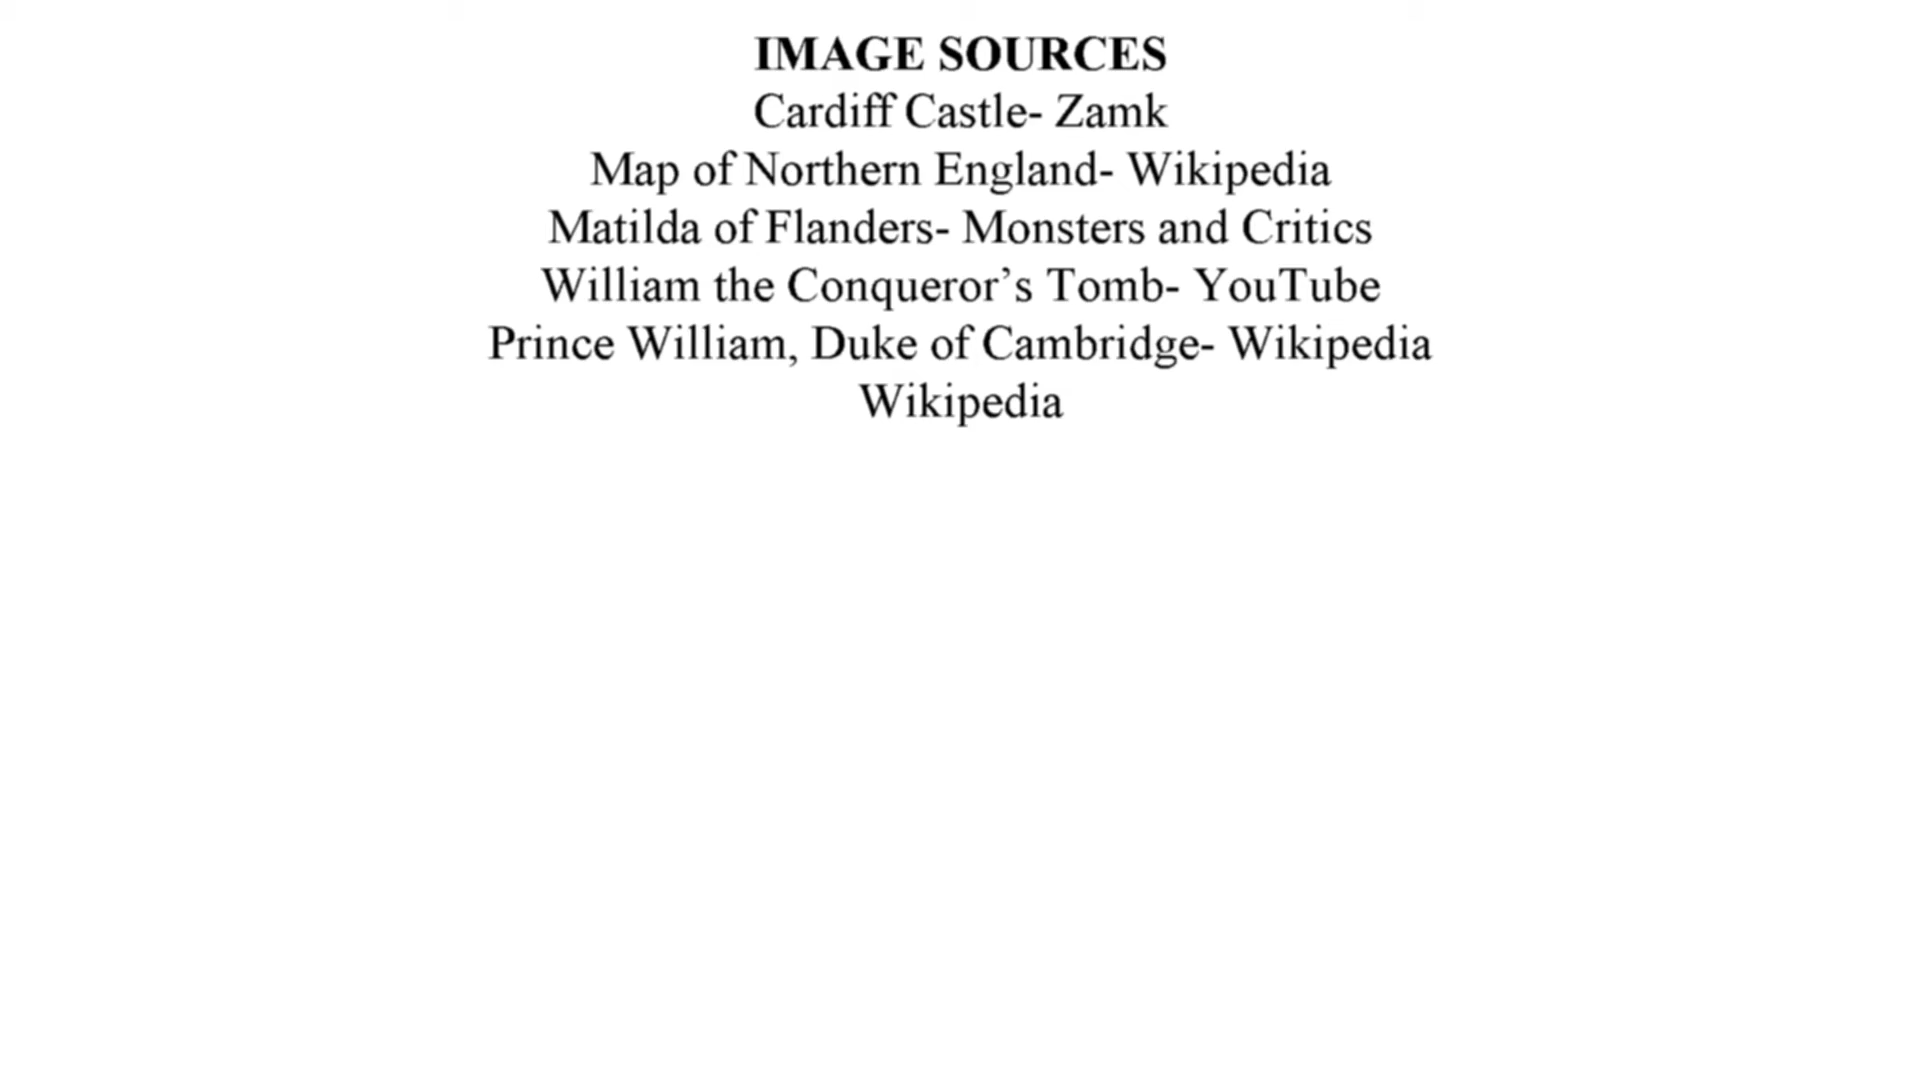 IMAGE SOURCES
Cardiff Castle- Zamk
Map of Northern England- Wikipedia
Matilda of Flanders- Monsters and Critics
William the Conqueror’s Tomb- YouTube
Prince William, Duke of Cambridge- Wikipedia
Wikipedia